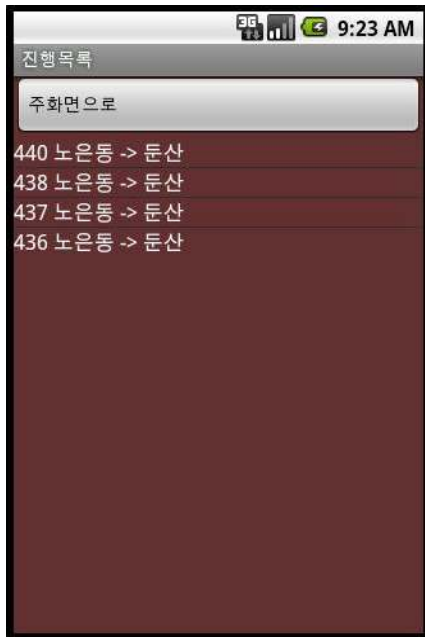 3G 9:23 AM
진행목록
주화면으로
440 노은동 -> 둔산
438 노은동 -> 둔산
437 노은동 -> 둔산
436 노은동 -> 둔산